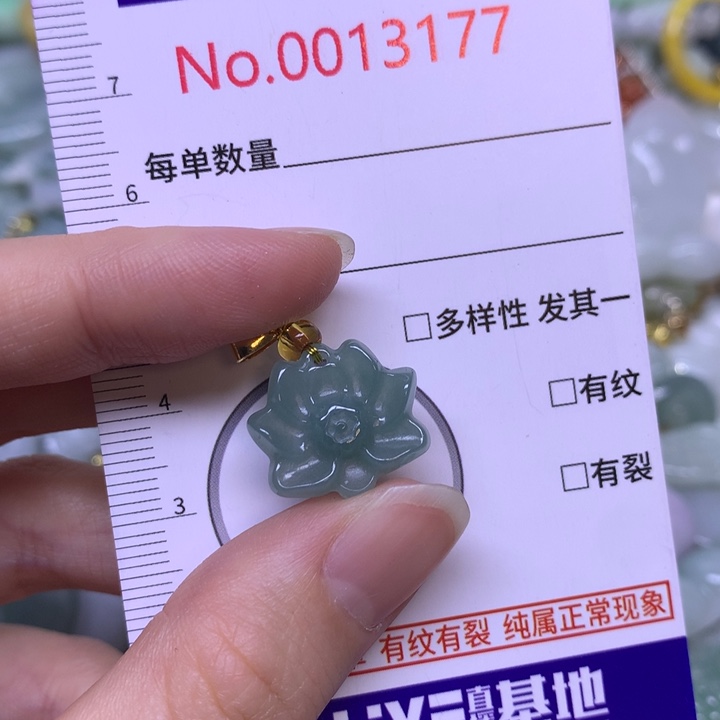 No.0013177
7
每单数量
6
□多样性 发其一
□有纹
4
□有裂
3
有纹有裂 纯属正常现象
基地